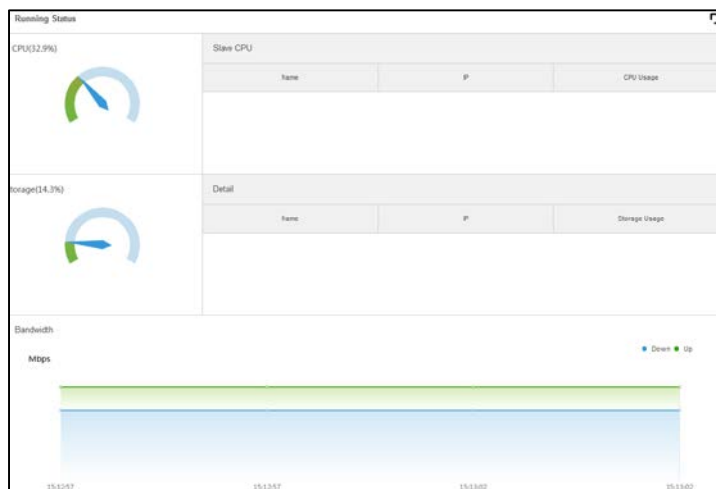 Running Status
CPU(32.9%)
Slave CPU
Name IP CPU Usage
torage(14.3%)
Detail
Name IP Storage Usage
Bandwidth
Down Up
Mbps
15:12:57 15:12:57 15:13:02 15:13:02